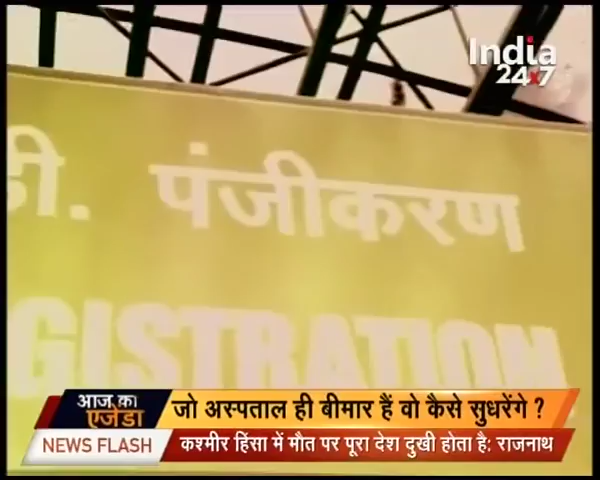 India
24x7
डी. पंजीकरण
GISTRATION
आज का
एजेंडा
जो अस्पताल ही बीमार हैं वो कैसे सुधरेंगे ?
NEWS FLASH
कश्मीर हिंसा में मौत पर पूरा देश दुखी होता है: राजनाथ